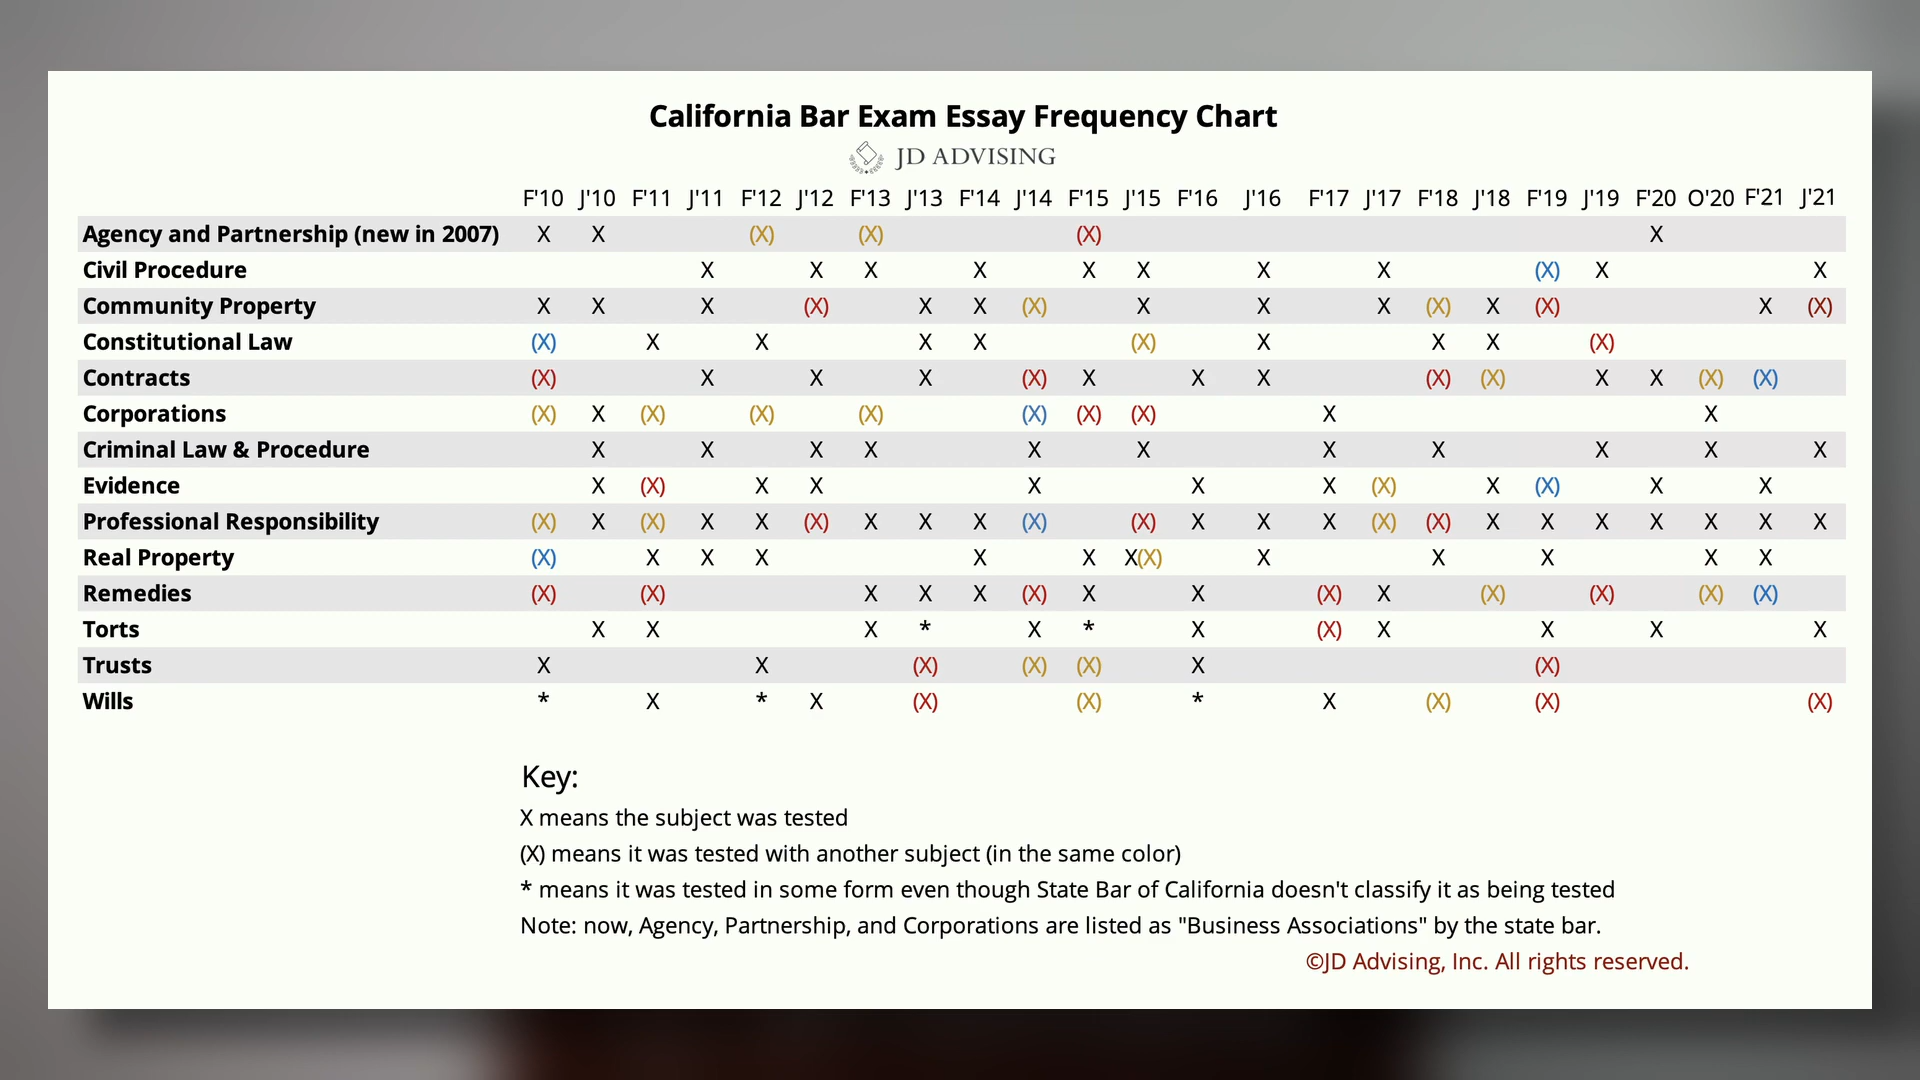 California Bar Exam Essay Frequency Chart
JD ADVISING
F'10 J'10 F'11 J'11 F'12 J'12 F'13 J'13 F'14 J'14 F'15 J'15 F'16 J'16 F'17 J'17 F'18 J'18 F'19 J'19 F'20 O'20 F'21 J'21
Agency and Partnership (new in 2007) X X (X) (X) (X) X
Civil Procedure X X X X X X X X (X) X X
Community Property X X X (X) X X (X) X X X (X) X (X) X (X)
Constitutional Law (X) X X X X (X) X X X (X)
Contracts (X) X X X (X) X X X (X) (X) X X (X) (X)
Corporations (X) X (X) (X) (X) (X) (X) (X) X X
Criminal Law & Procedure X X X X X X X X X X X
Evidence X (X) X X X X X (X) X (X) X X
Professional Responsibility (X) X (X) X X (X) X X X (X) (X) X X X (X) (X) X X X X X X X
Real Property (X) X X X X X X(X) X X X X X
Remedies (X) (X) X X X (X) X X (X) X (X) (X) (X) (X)
Torts X X X * X * X (X) X X X X
Trusts X X (X) (X) (X) X (X)
Wills * X * X (X) (X) * X (X) (X) (X)
Key:
X means the subject was tested
(X) means it was tested with another subject (in the same color)
* means it was tested in some form even though State Bar of California doesn't classify it as being tested
Note: now, Agency, Partnership, and Corporations are listed as "Business Associations" by the state bar.
©JD Advising, Inc. All rights reserved.